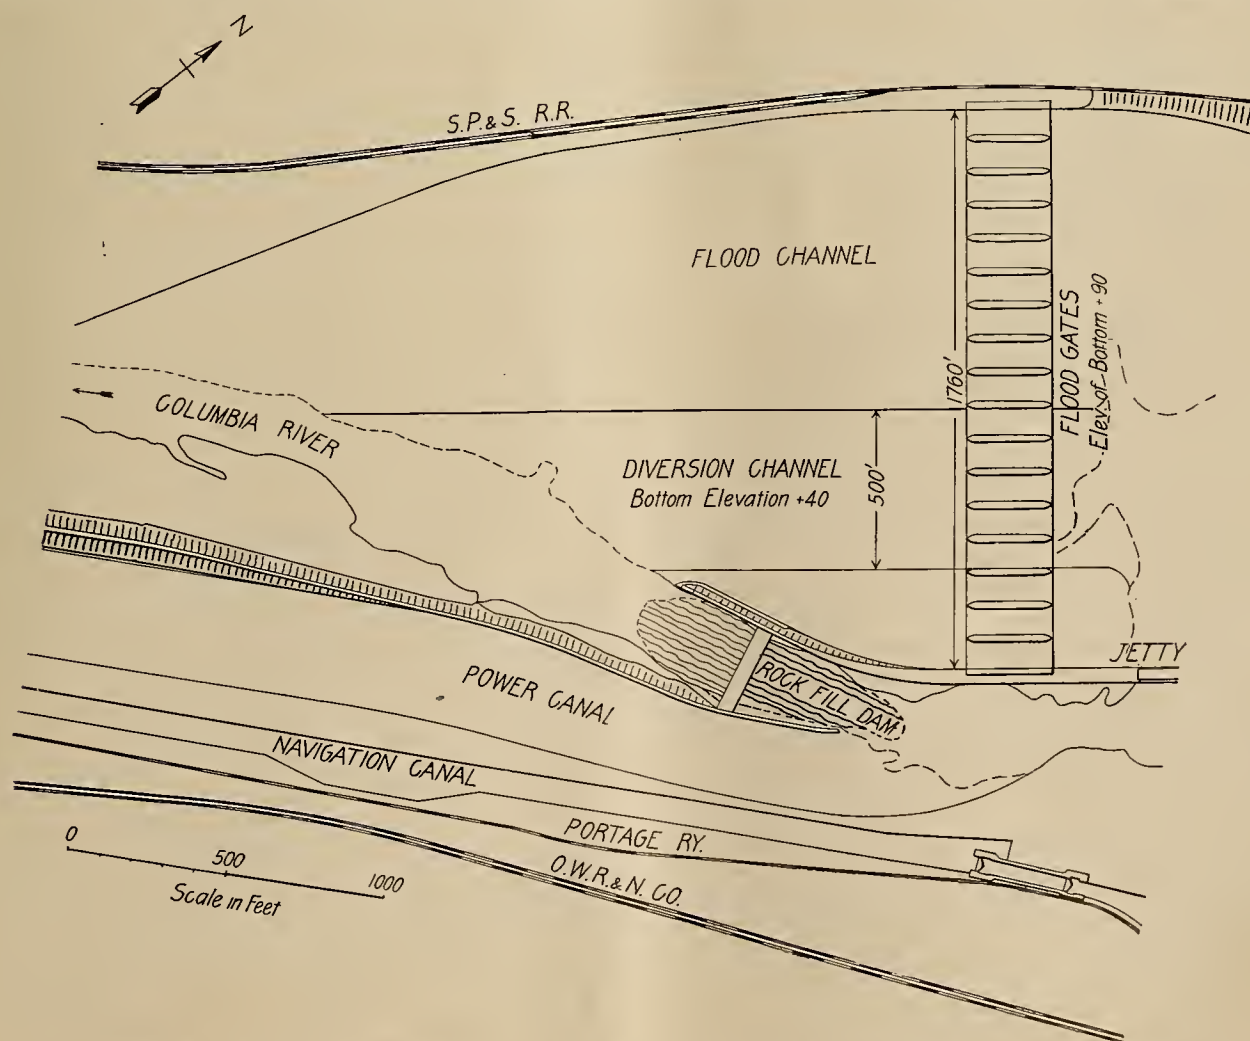 N
S.P.&S. R.R.
FLOOD CHANNEL
1760'
FLOOD GATES
Elev. of Bottom + 90
COLUMBIA RIVER
DIVERSION CHANNEL
Bottom Elevation +40
500'
JETTY
ROCK FILL DAM
POWER CANAL
NAVIGATION CANAL
PORTAGE RY.
O.W.R.&N. CO.
0 500 1000
Scale in Feet